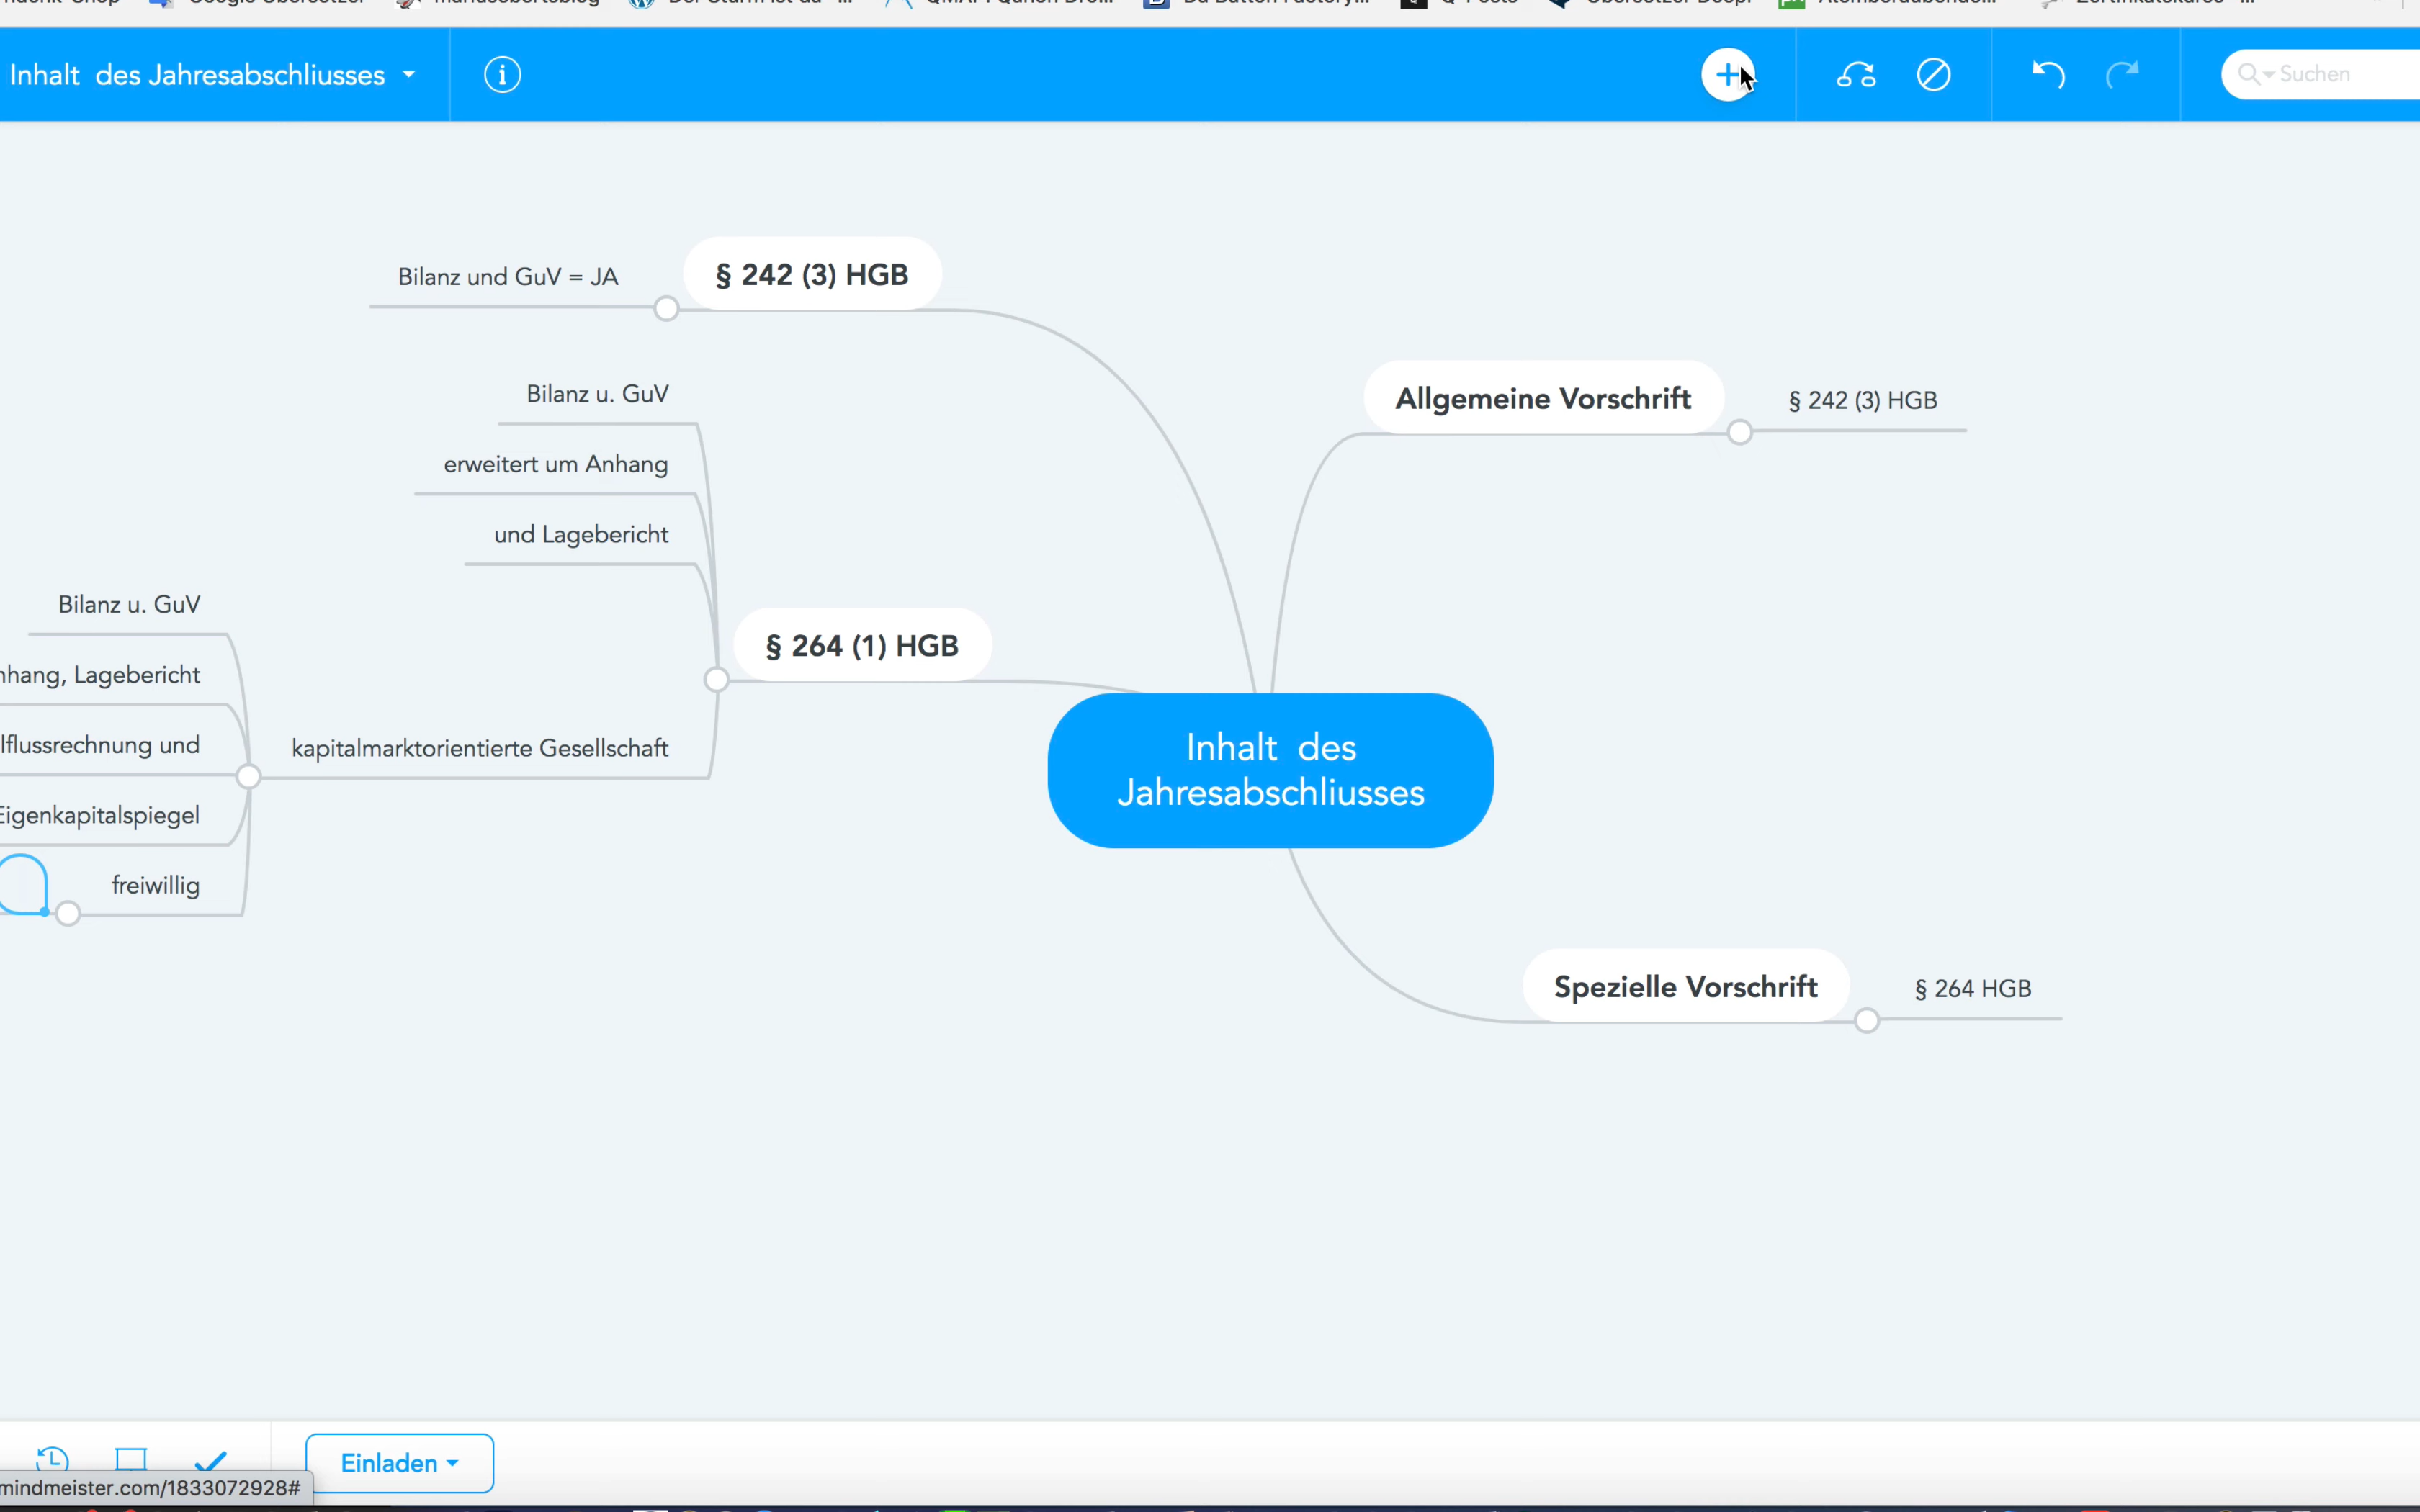 Inhalt des Jahresabschliusses
Suchen
Bilanz und GuV = JA
§ 242 (3) HGB
Bilanz u. GuV
erweitert um Anhang
und Lagebericht
§ 264 (1) HGB
kapitalmarktorientierte Gesellschaft
Bilanz u. GuV
Lagebericht
und
Eigenkapitalspiegel
freiwillig
Allgemeine Vorschrift
§ 242 (3) HGB
Inhalt des
Jahresabschliusses
Spezielle Vorschrift
§ 264 HGB
Einladen
mindmeister.com/1833072928#